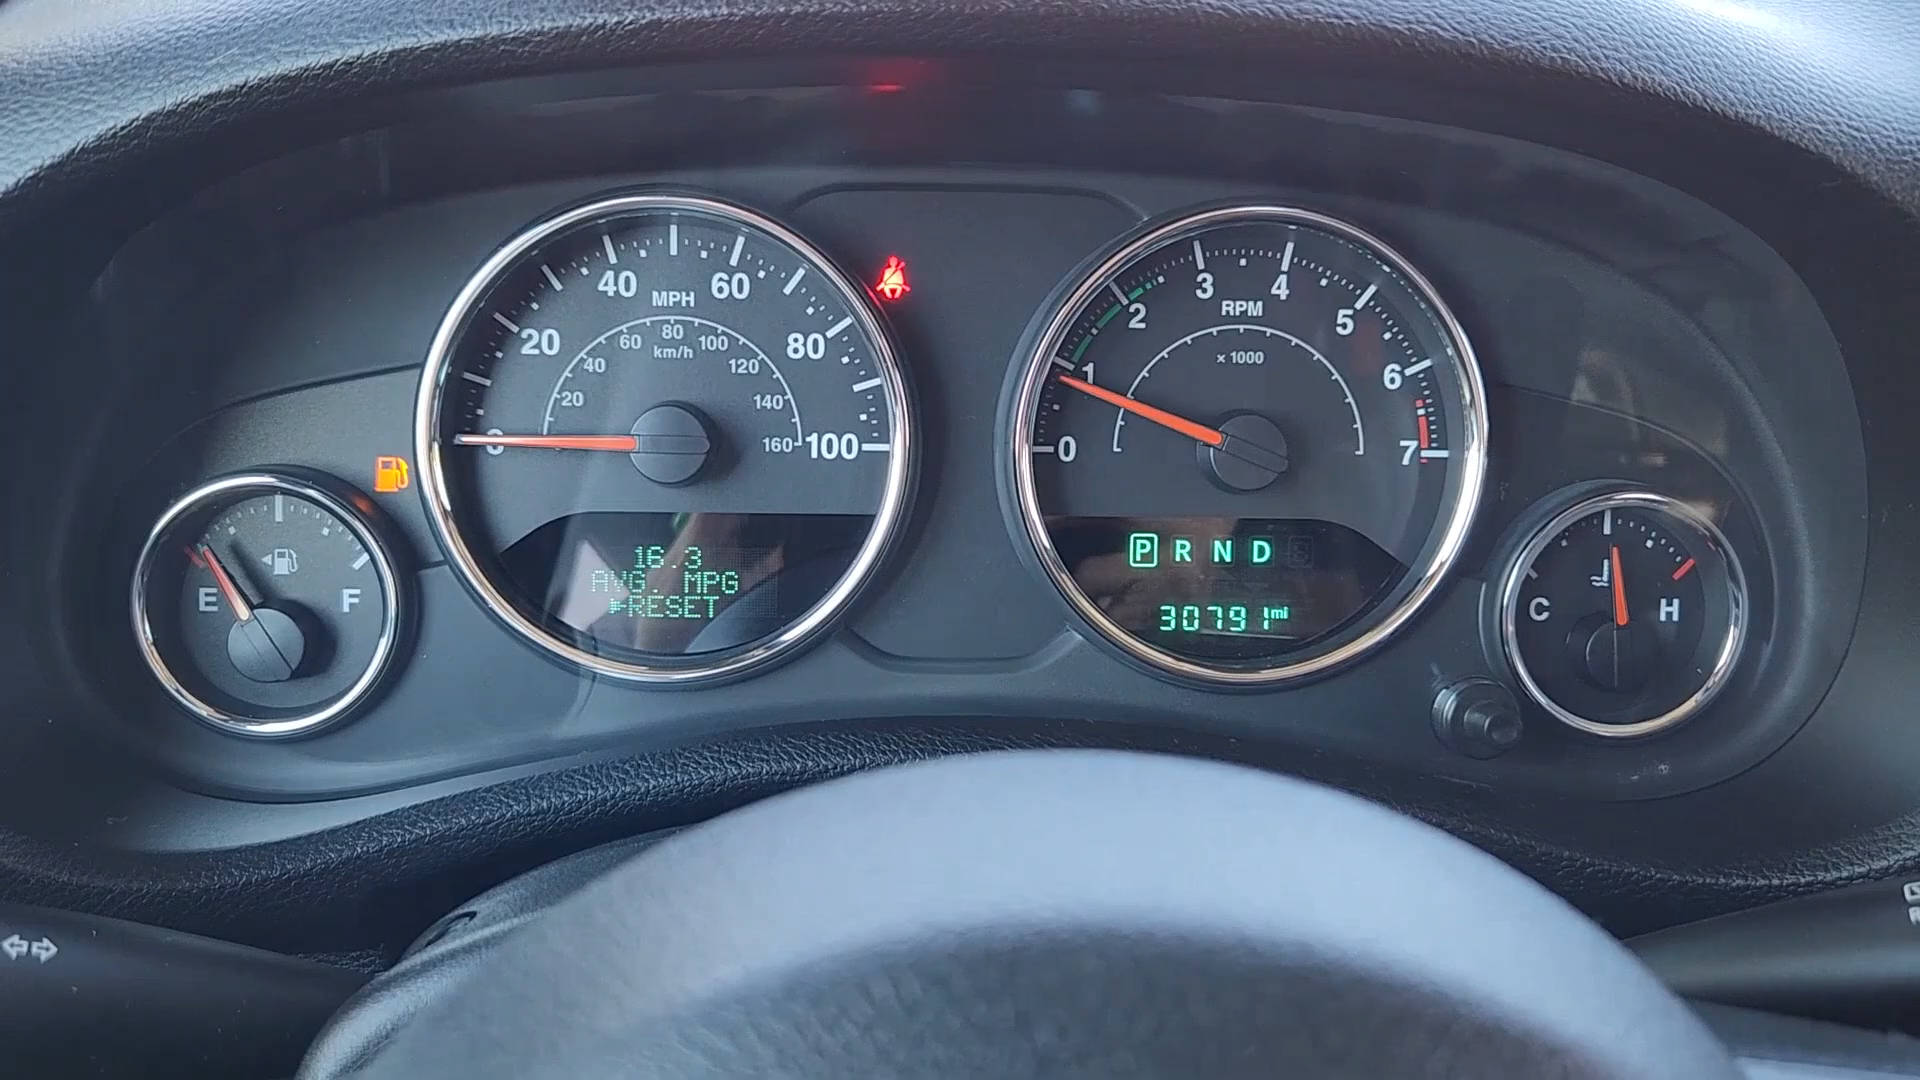 40 MPH 60
20 80
100
0
20 40 60 80 100 120 140 160
km/h
16.3
AVG. MPG
RESET
E F
0 1 2 3 4 5 6 7
RPM
x 1000
P R N D
30791 mi
C H